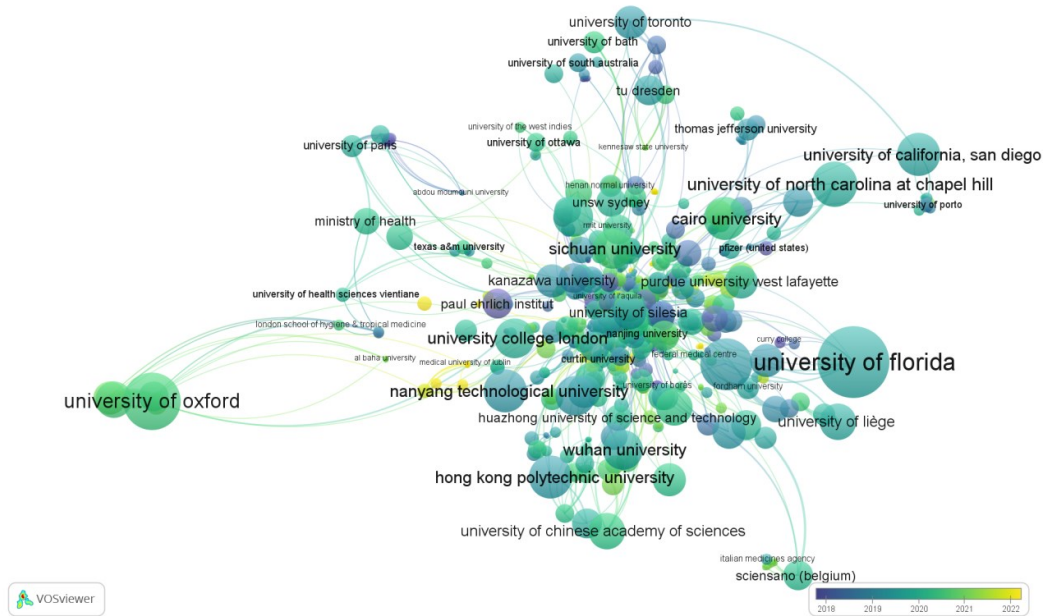 university of toronto
university of bath
university of south australia
tu dresden
university of the west indies
university of ottawa
kennesaw state university
thomas jefferson university
university of paris
university of california, san diego
abdou moumouni university
henan normal university
university of north carolina at chapel hill
unsw sydney
university of porto
ministry of health
rmit university
cairo university
texas a&m university
sichuan university
pfizer (united states)
kanazawa university
purdue university west lafayette
university of health sciences vientiane
paul ehrlich institut
university of l'aquila
university of silesia
london school of hygiene & tropical medicine
university college london
nanjing university
curry college
al baha university
medical university of lublin
curtin university
federal medical centre
university of florida
university of oxford
nanyang technological university
university of borås
fordham university
huazhong university of science and technology
university of liège
wuhan university
hong kong polytechnic university
university of chinese academy of sciences
italian medicines agency
sciensano (belgium)
VOSviewer
2018 2019 2020 2021 2022